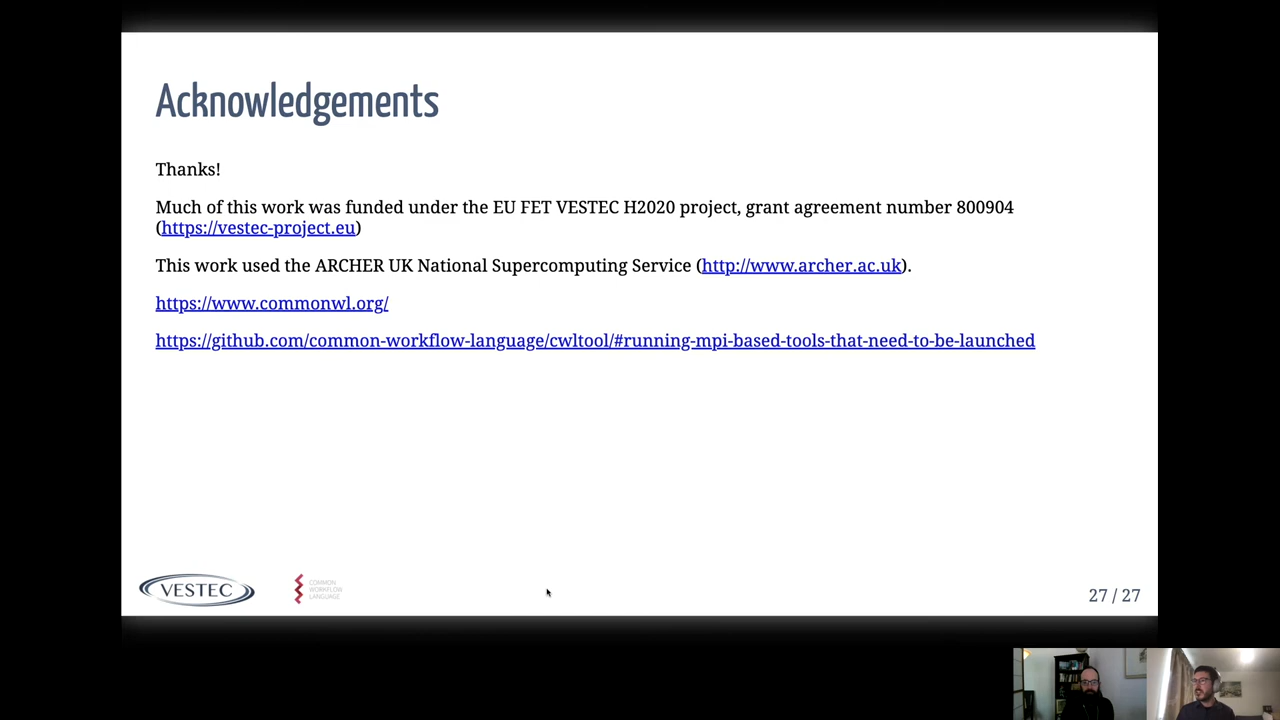 Acknowledgements
Thanks!
Much of this work was funded under the EU FET VESTEC H2020 project, grant agreement number 800904
(https://vestec-project.eu)
This work used the ARCHER UK National Supercomputing Service (http://www.archer.ac.uk).
https://www.commonwl.org/
https://github.com/common-workflow-language/cwltool/#running-mpi-based-tools-that-need-to-be-launched
VESTEC
COMMON
WORKFLOW
LANGUAGE
27 / 27